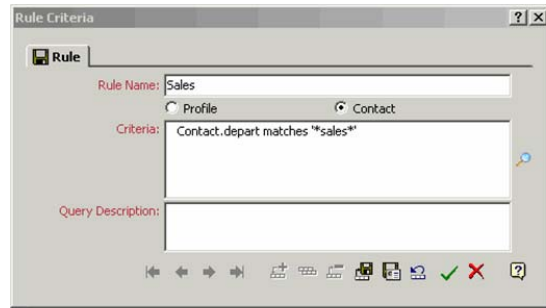 Rule Criteria
Rule
Rule Name: Sales
Profile Contact
Criteria: Contact.depart matches '*sales*'
Query Description: